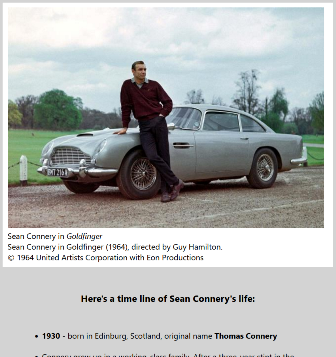 BMT 216A
Sean Connery in Goldfinger
Sean Connery in Goldfinger (1964), directed by Guy Hamilton.
© 1964 United Artists Corporation with Eon Productions
Here's a time line of Sean Connery's life:
• 1930 - born in Edinburg, Scotland, original name Thomas Connery
• Connery grew up in a working-class family. After a three-year stint in the